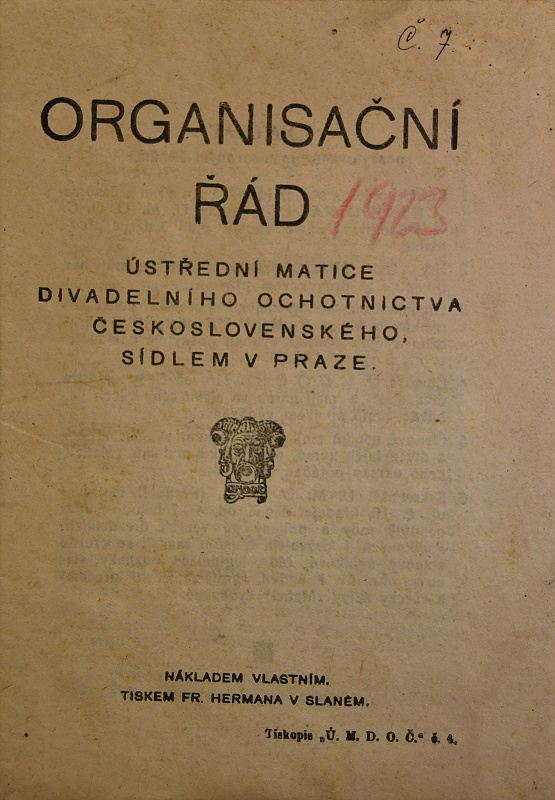 Č. 7.
ORGANISAČNÍ
ŘÁD 1923
ÚSTŘEDNÍ MATICE
DIVADELNÍHO OCHOTNICTVA
ČESKOSLOVENSKÉHO,
SÍDLEM V PRAZE.
NÁKLADEM VLASTNÍM.
TISKEM FR. HERMANA V SLANÉM.
Tiskopis „Ú. M. D. O. Č.“ č. 4.